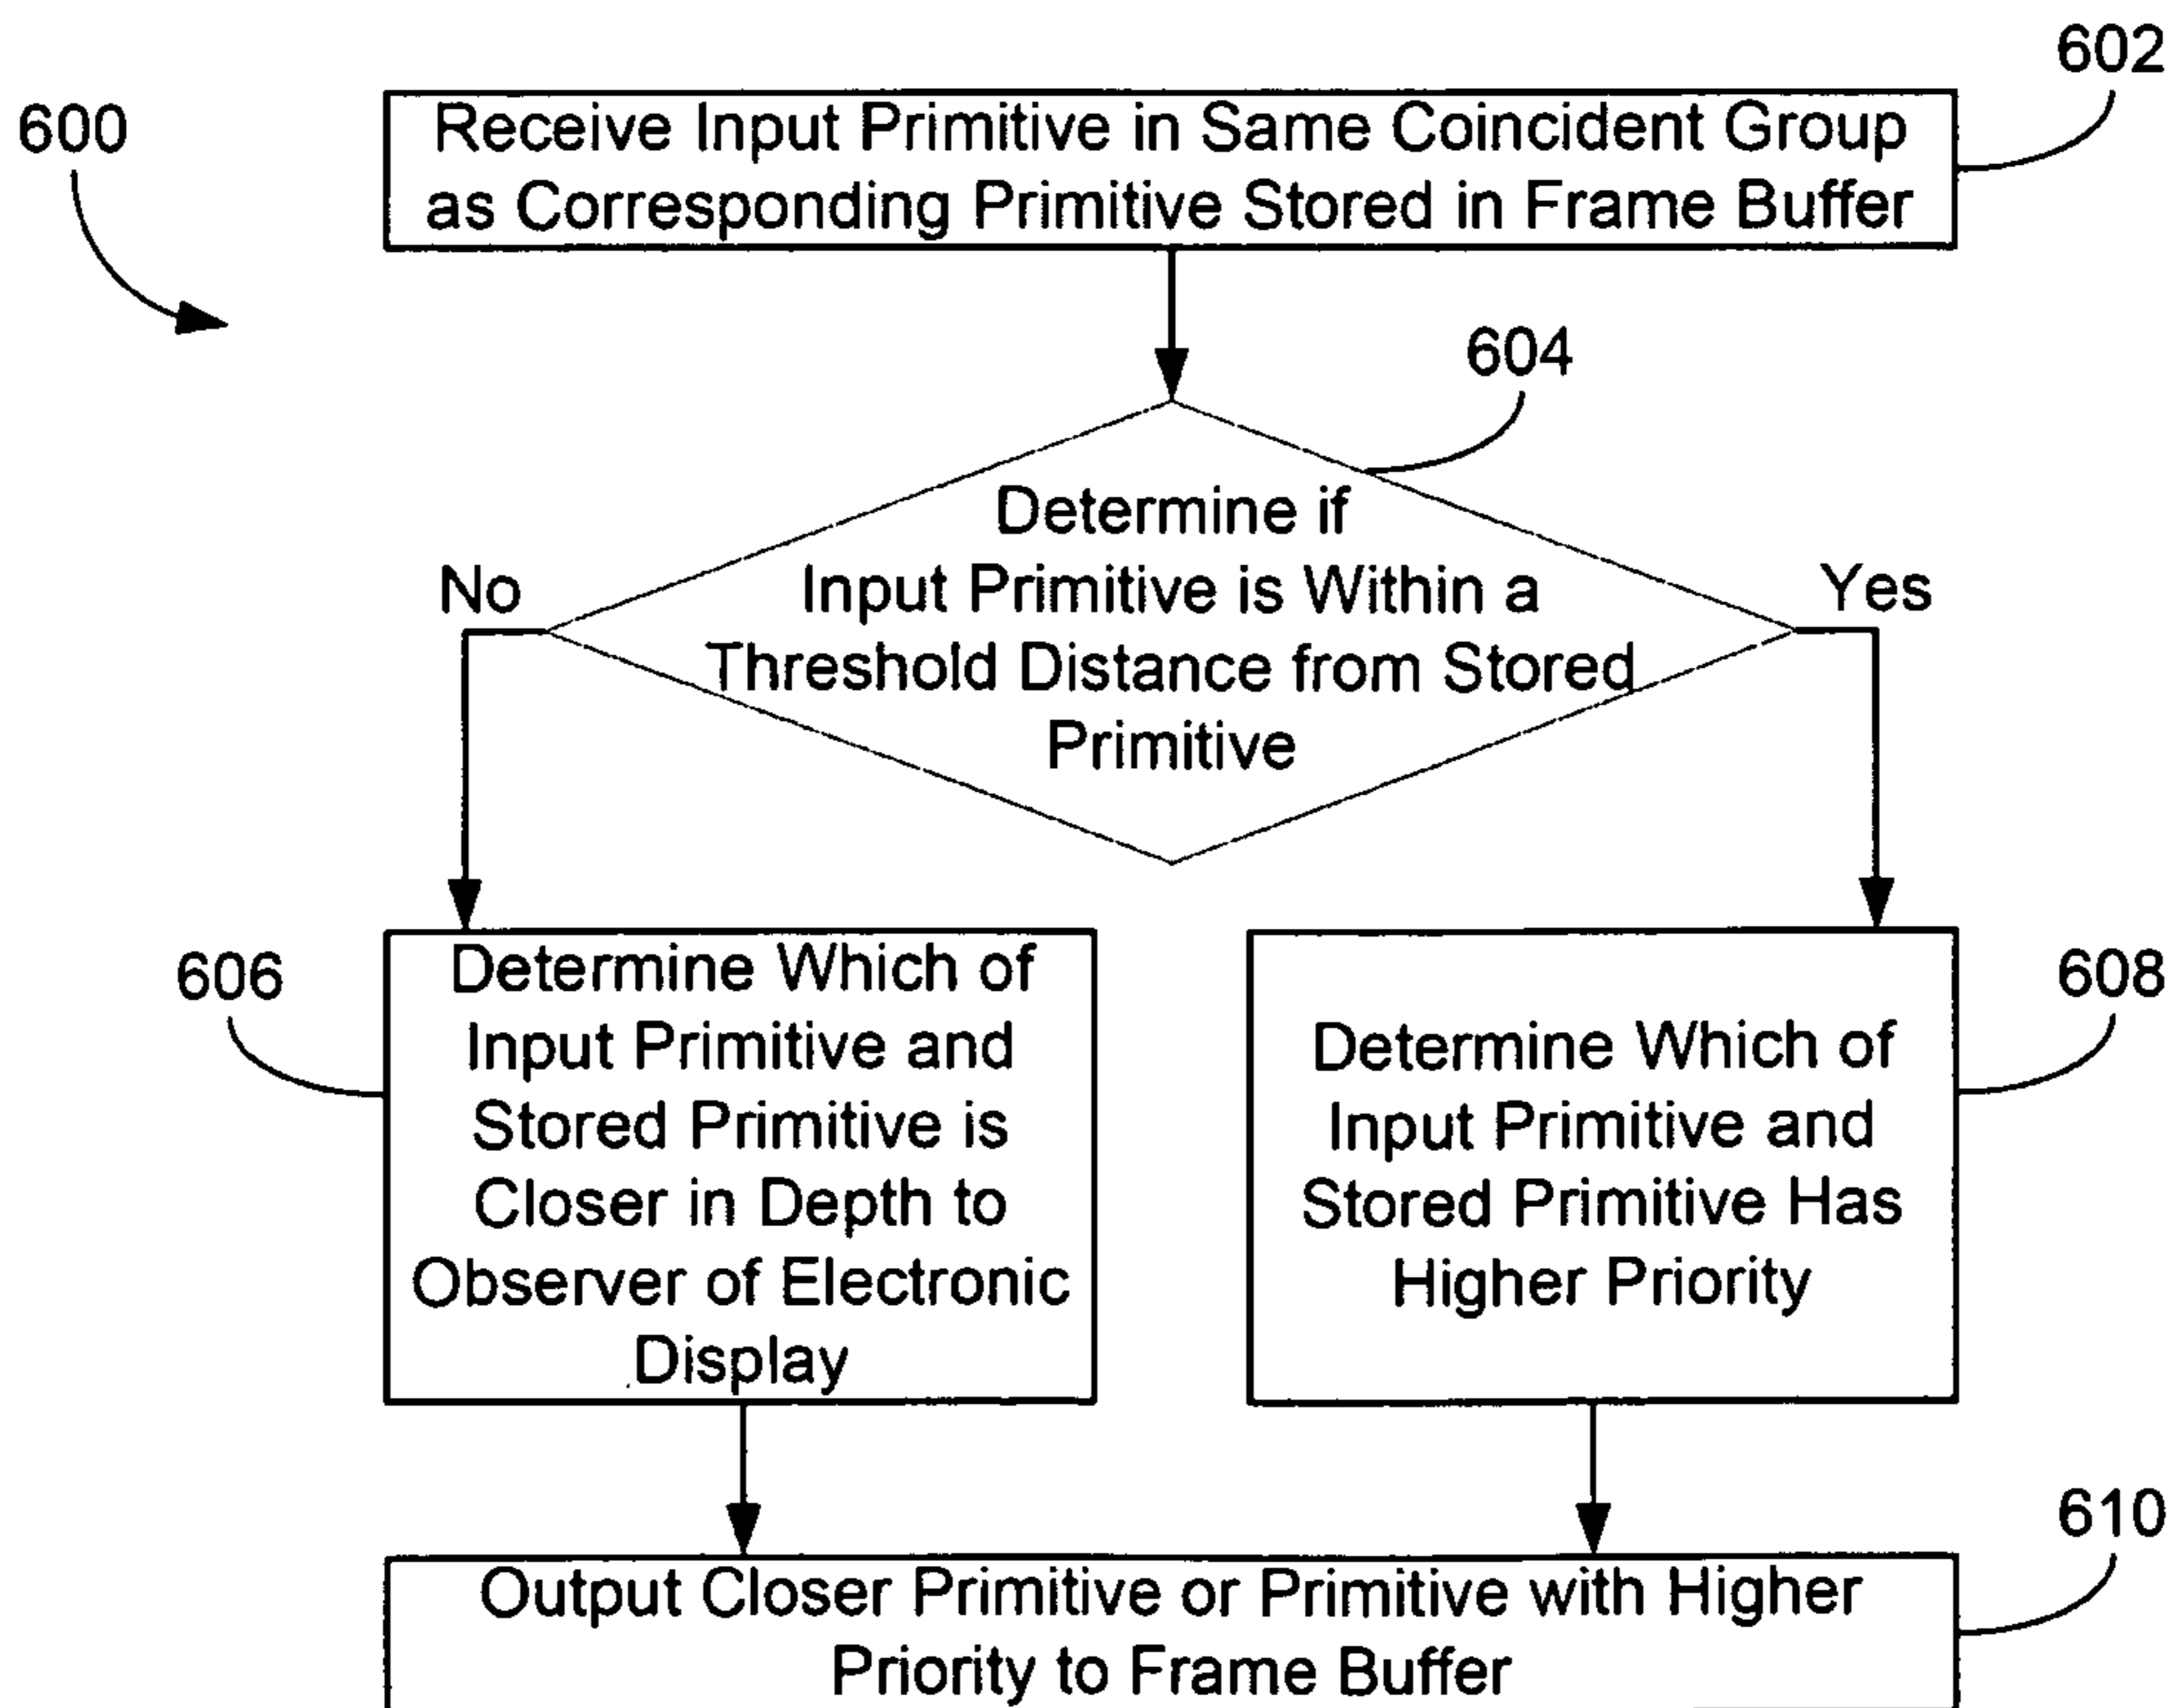 602
600
Receive Input Primitive in Same Coincident Group
as Corresponding Primitive Stored in Frame Buffer
604
Determine if
Input Primitive is Within a
Threshold Distance from Stored
Primitive
No
Yes
606
Determine Which of
Input Primitive and
Stored Primitive is
Closer in Depth to
Observer of Electronic
Display
608
Determine Which of
Input Primitive and
Stored Primitive Has
Higher Priority
610
Output Closer Primitive or Primitive with Higher
Priority to Frame Buffer